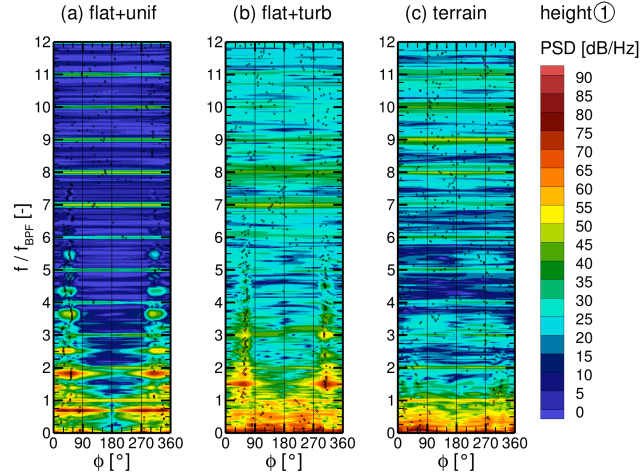 (a) flat+unif (b) flat+turb (c) terrain height①
PSD [dB/Hz]
12 12 12
11 11 11
10 10 10
9 9 9
8 8 8
7 7 7
6 6 6
5 5 5
4 4 4
3 3 3
2 2 2
1 1 1
0 0 0
f / f_BPF [-]
0 90 180 270 360 0 90 180 270 360 0 90 180 270 360
ϕ [°] ϕ [°] ϕ [°]
90
85
80
75
70
65
60
55
50
45
40
35
30
25
20
15
10
5
0